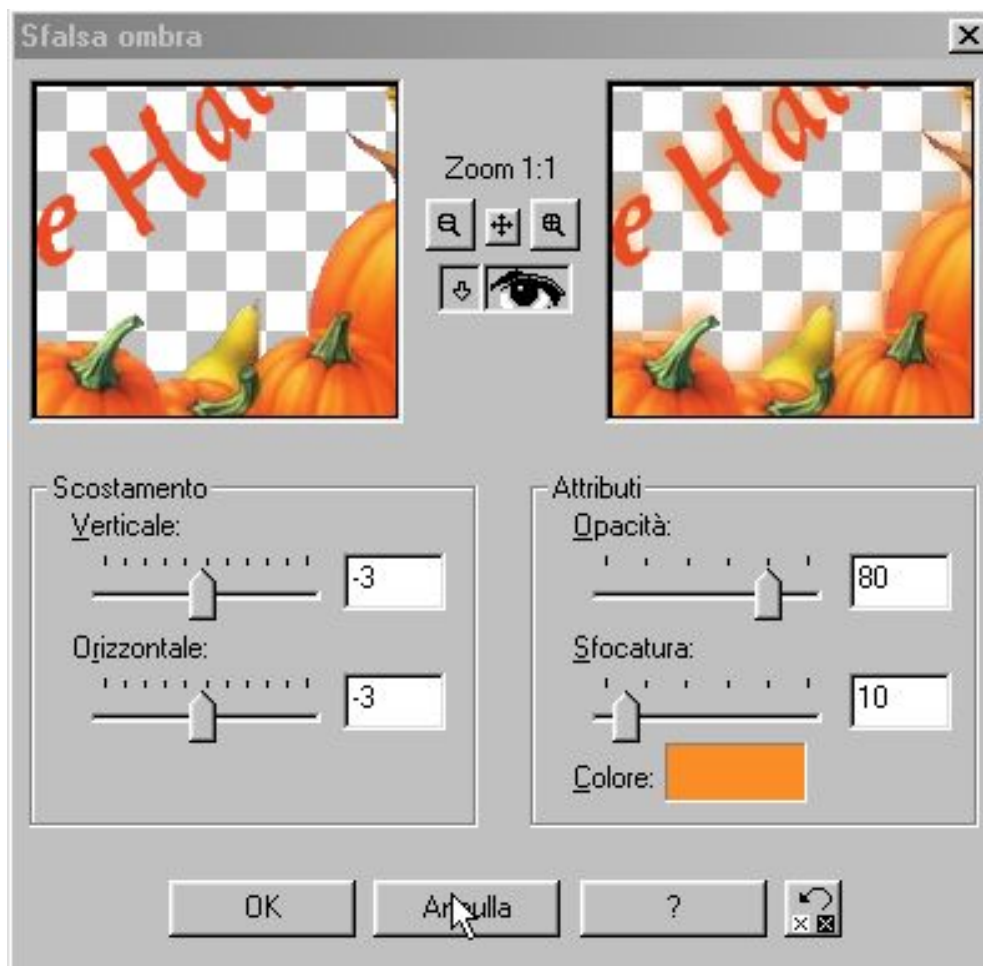 Sfalsa ombra
e Ha
Zoom 1:1
e Ha
Scostamento
Verticale:
-3
Orizzontale:
-3
Attributi
Opacità:
80
Sfocatura:
10
Colore:
OK
Annulla
?